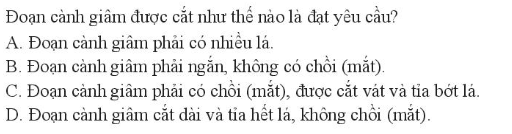 Đoạn cành giâm được cắt như thế nào là đạt yêu cầu?
A. Đoạn cành giâm phải có nhiều lá.
B. Đoạn cành giâm phải ngắn, không có chồi (mắt).
C. Đoạn cành giâm phải có chồi (mắt), được cắt vát và tỉa bớt lá.
D. Đoạn cành giâm cắt dài và tỉa hết lá, không chồi (mắt).